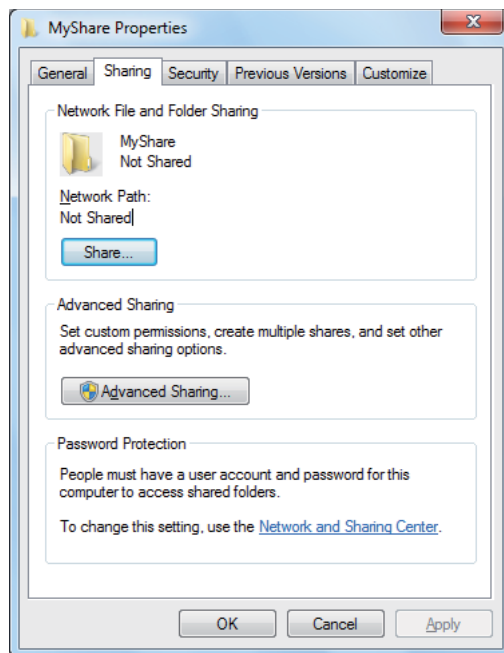 MyShare Properties
General Sharing Security Previous Versions Customize
Network File and Folder Sharing
MyShare
Not Shared
Network Path:
Not Shared
Share...
Advanced Sharing
Set custom permissions, create multiple shares, and set other
advanced sharing options.
Advanced Sharing...
Password Protection
People must have a user account and password for this
computer to access shared folders.
To change this setting, use the Network and Sharing Center.
OK Cancel Apply